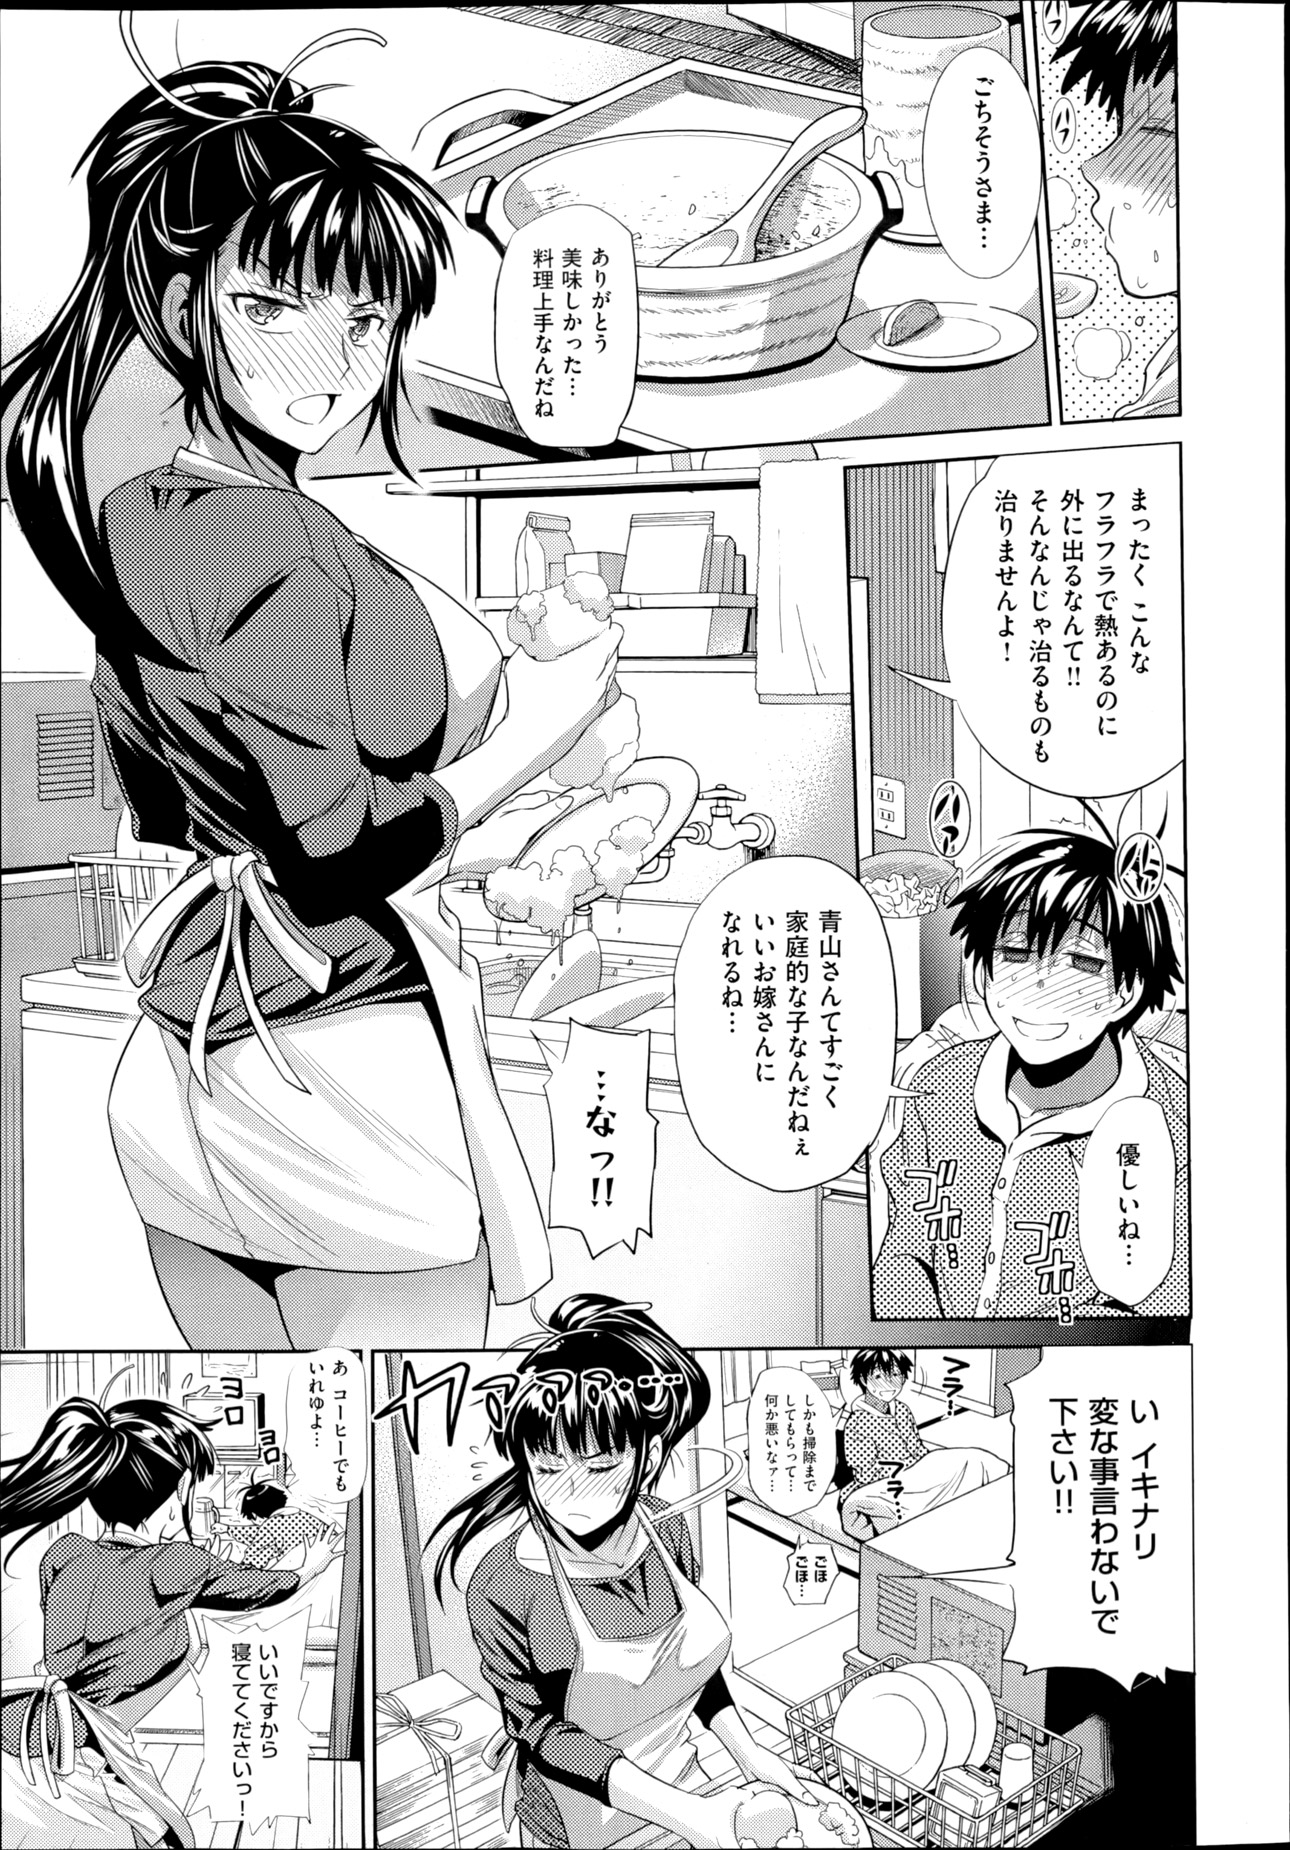 ごちそうさま…
ありがとう
美味しかった…
料理上手なんだね
まったく こんな
フラフラで熱あるのに
外に出るなんて!!
そんなんじゃ治るものも
治りませんよ！
優しいね…
ゴホ…
ゴホ…
青山さんてすごく
家庭的な子なんだねぇ
いいお嫁さんに
なれるね…
…なっ!!
い イキナリ
変な事言わないで
下さい!!
しかも掃除まで
してもらって…
何か悪いなァ…
ごほ
ごほ…
フラ…
カァァァァ……
あ コーヒーでも
いれゆよ…
ヨロ
ヨロ
いいですから
寝ててくださいっ！